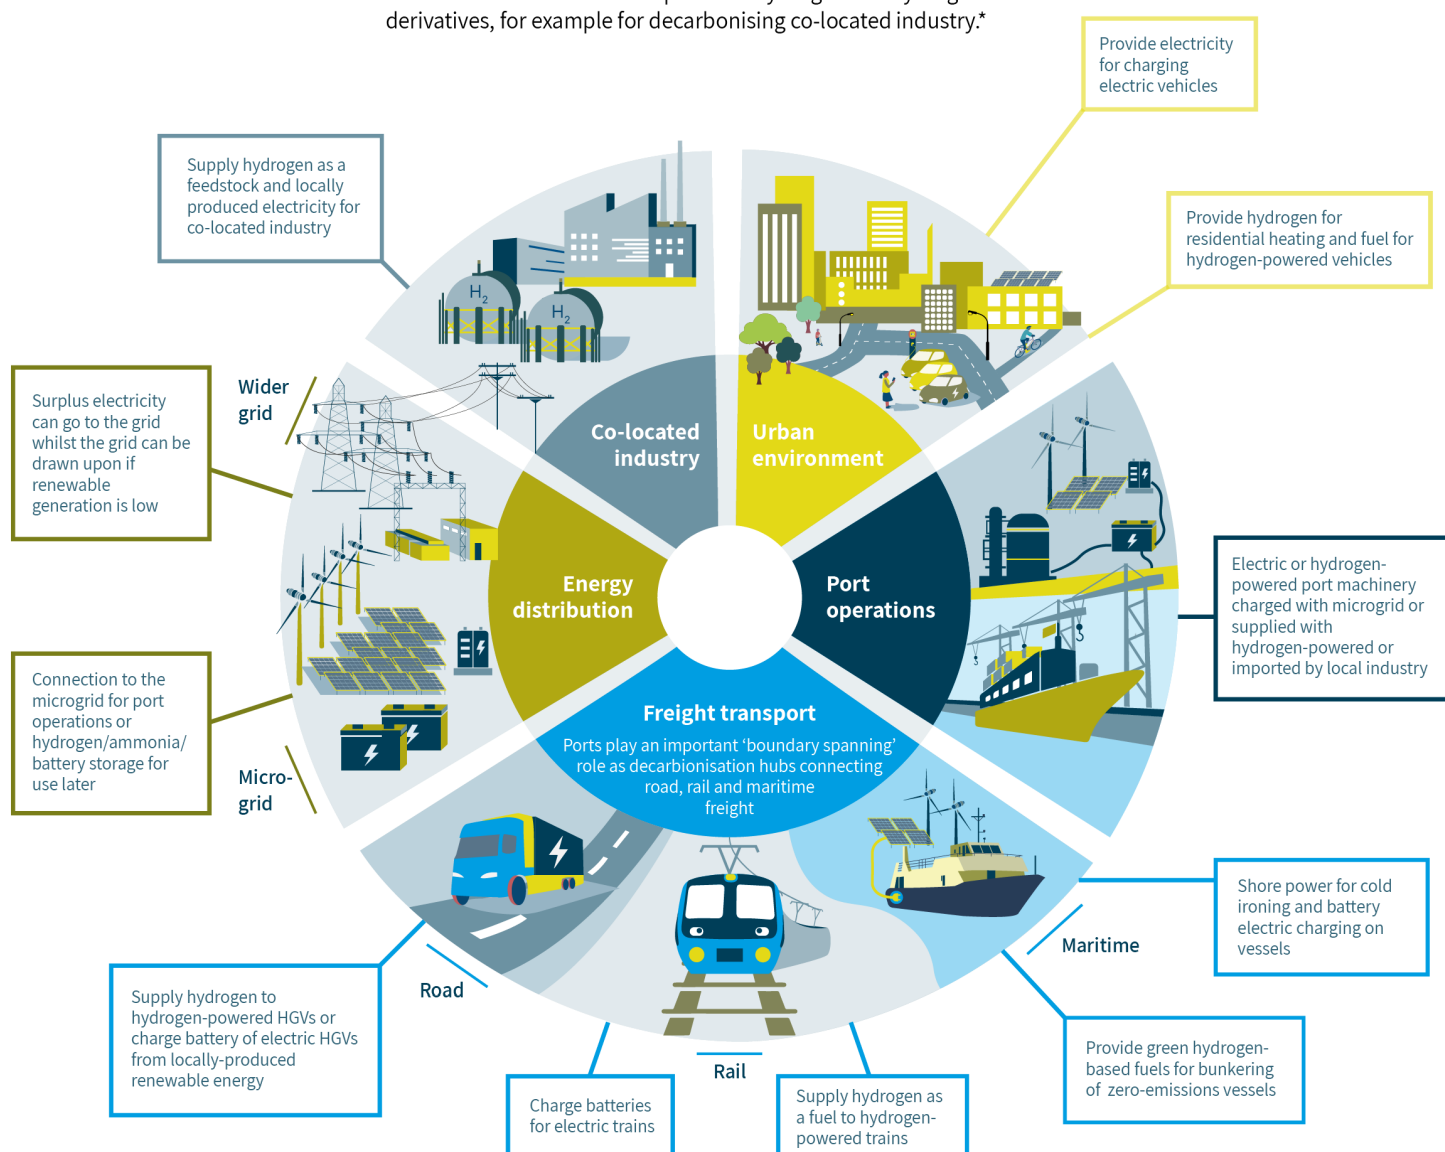 derivatives, for example for decarbonising co-located industry.*
Provide electricity
for charging
electric vehicles
Supply hydrogen as a
feedstock and locally
produced electricity for
co-located industry
Provide hydrogen for
residential heating and fuel for
hydrogen-powered vehicles
H2
H2
Wider
grid
Surplus electricity
can go to the grid
whilst the grid can be
drawn upon if
renewable
generation is low
Co-located
industry
Urban
environment
Energy
distribution
Port
operations
Electric or hydrogen-
powered port machinery
charged with microgrid or
supplied with
hydrogen-powered or
imported by local industry
Connection to the
microgrid for port
operations or
hydrogen/ammonia/
battery storage for
use later
Micro-
grid
Freight transport
Ports play an important ‘boundary spanning’
role as decarbionisation hubs connecting
road, rail and maritime
freight
Shore power for cold
ironing and battery
electric charging on
vessels
Maritime
Road
Supply hydrogen to
hydrogen-powered HGVs or
charge battery of electric HGVs
from locally-produced
renewable energy
Rail
Provide green hydrogen-
based fuels for bunkering
of zero-emissions vessels
Charge batteries
for electric trains
Supply hydrogen as
a fuel to hydrogen-
powered trains